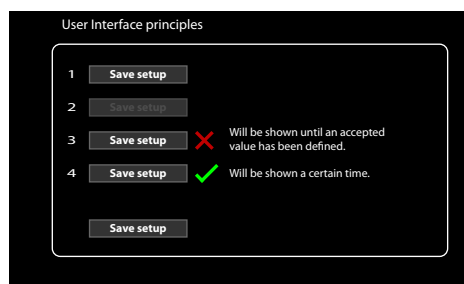 User Interface principles
1 Save setup
2 Save setup
3 Save setup Will be shown until an accepted
value has been defined.
4 Save setup Will be shown a certain time.
Save setup